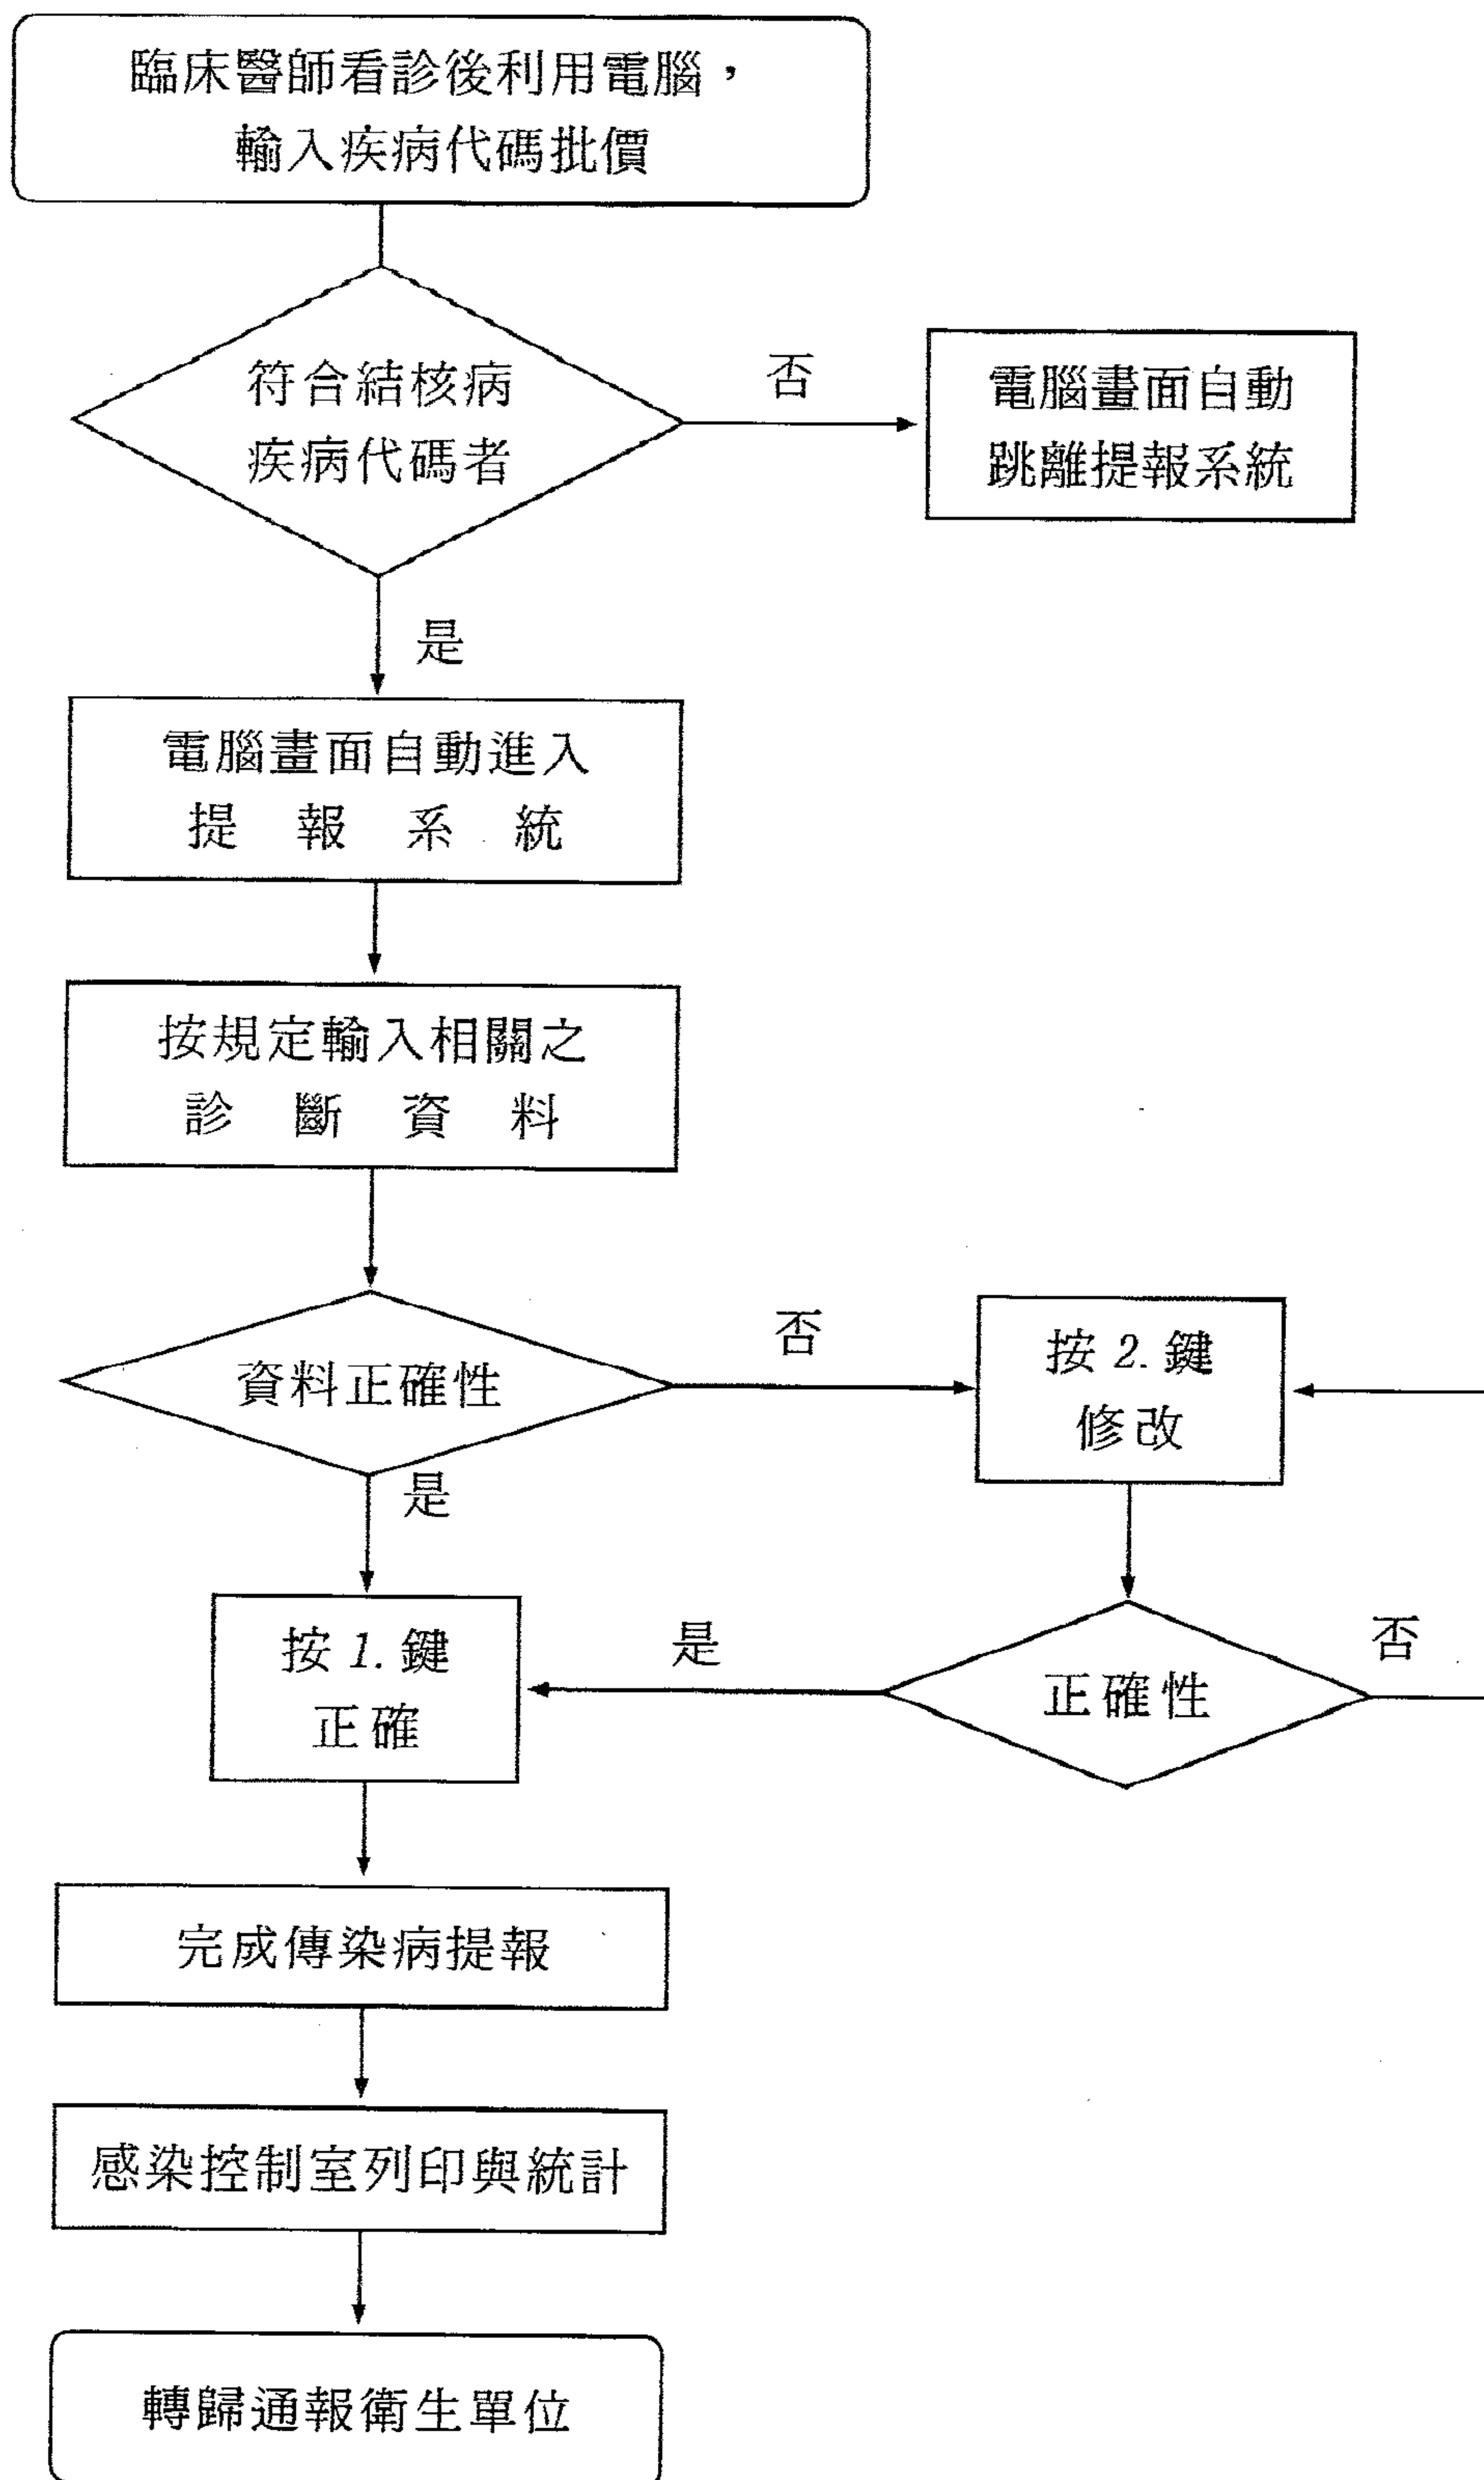 臨床醫師看診後利用電腦，
輸入疾病代碼批價
符合結核病
疾病代碼者
否
電腦畫面自動
跳離提報系統
是
電腦畫面自動進入
提報系統
按規定輸入相關之
診斷資料
資料正確性
否
按2.鍵
修改
是
按1.鍵
正確
是
正確性
否
完成傳染病提報
感染控制室列印與統計
轉歸通報衛生單位